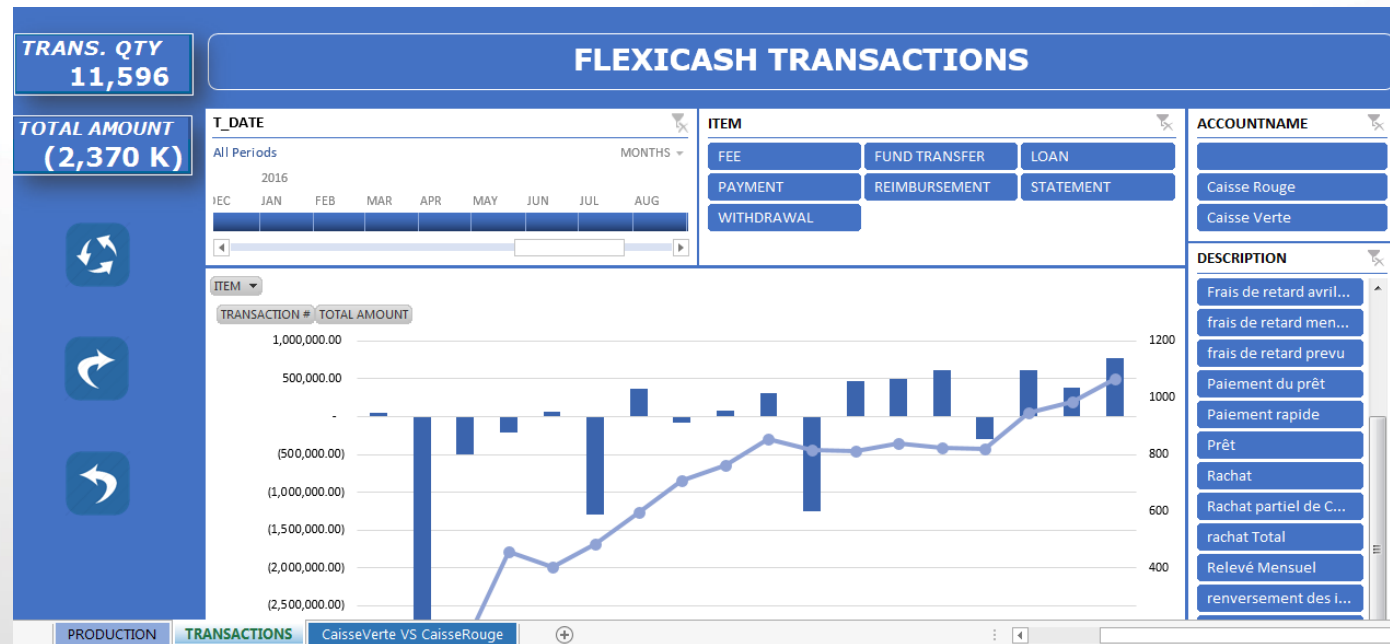 TRANS. QTY
11,596
FLEXICASH TRANSACTIONS
TOTAL AMOUNT
(2,370 K)
T_DATE
All Periods
MONTHS
2016
JAN FEB MAR APR MAY JUN JUL AUG
ITEM
FEE FUND TRANSFER LOAN
PAYMENT REIMBURSEMENT STATEMENT
WITHDRAWAL
ACCOUNTNAME
Caisse Rouge
Caisse Verte
DESCRIPTION
Frais de retard avril...
frais de retard men...
frais de retard prevu
Paiement du prêt
Paiement rapide
Prêt
Rachat
Rachat partiel de C...
rachat Total
Relevé Mensuel
renversement des i...
ITEM
TRANSACTION # TOTAL AMOUNT
1,000,000.00
500,000.00
-
(500,000.00)
(1,000,000.00)
(1,500,000.00)
(2,000,000.00)
(2,500,000.00)
1200
1000
800
600
400
PRODUCTION TRANSACTIONS CaisseVerte VS CaisseRouge